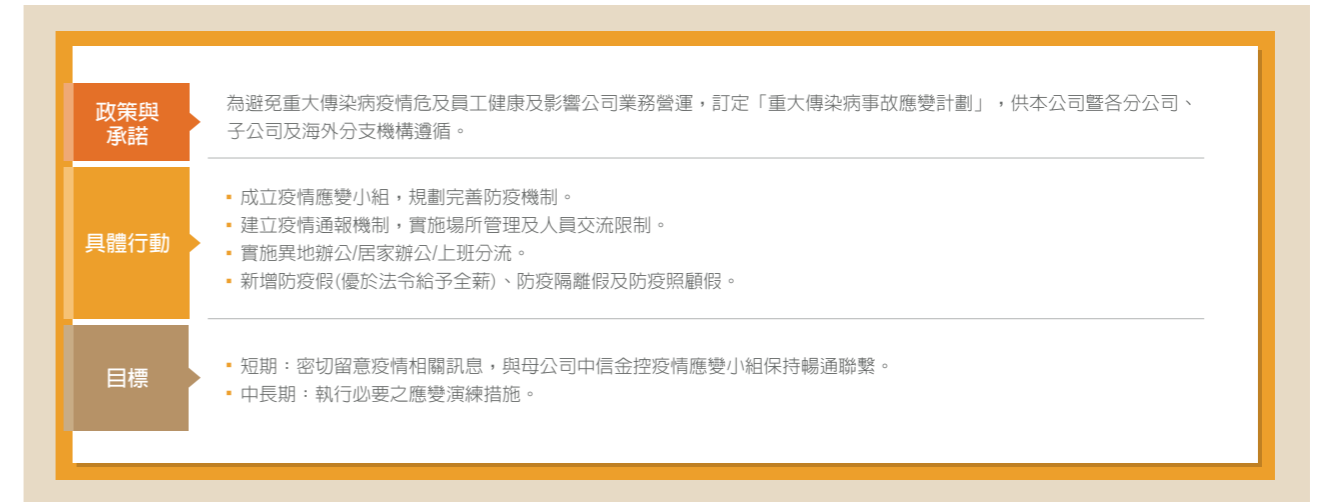 政策與
承諾
為避免重大傳染病疫情危及員工健康及影響公司業務營運，訂定「重大傳染病事故應變計劃」，供本公司暨各分公司、
子公司及海外分支機構遵循。
具體行動
▪ 成立疫情應變小組，規劃完善防疫機制。
▪ 建立疫情通報機制，實施場所管理及人員交流限制。
▪ 實施異地辦公/居家辦公/上班分流。
▪ 新增防疫假(優於法令給予全薪)、防疫隔離假及防疫照顧假。
目標
▪ 短期：密切留意疫情相關訊息，與母公司中信金控疫情應變小組保持暢通聯繫。
▪ 中長期：執行必要之應變演練措施。